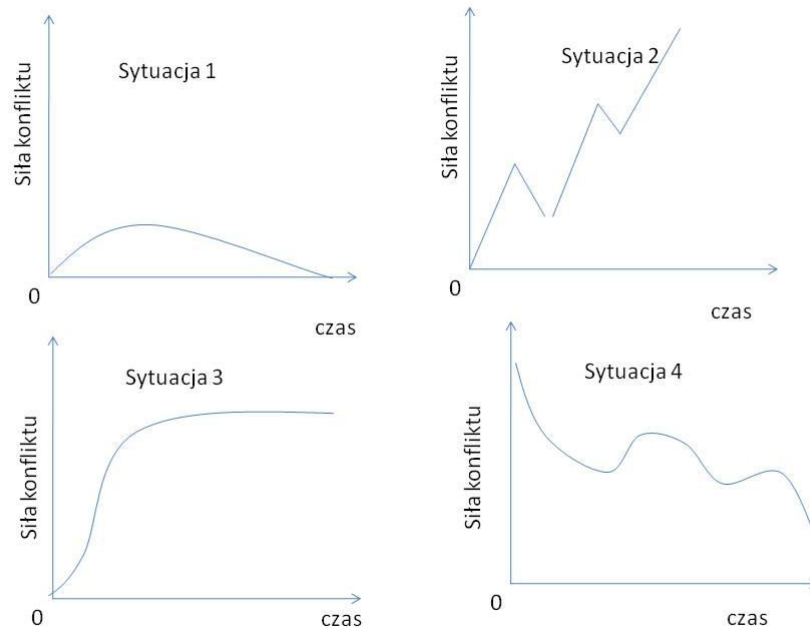 Sytuacja 1
Siła konfliktu
0
czas
Sytuacja 2
Siła konfliktu
0
czas
Sytuacja 3
Siła konfliktu
0
czas
Sytuacja 4
Siła konfliktu
0
czas